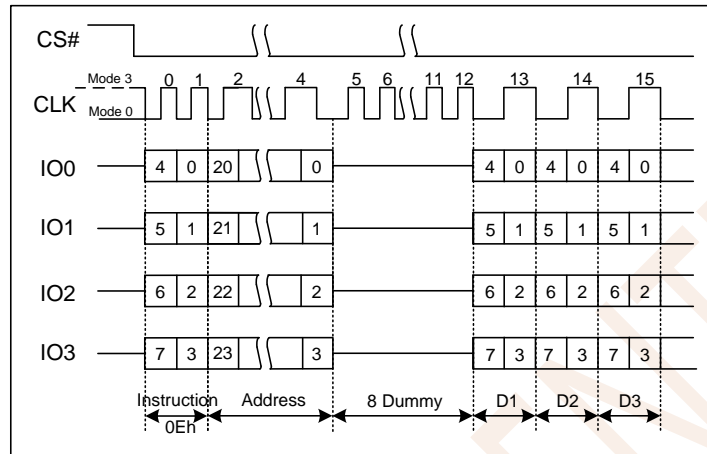 CS#
Mode 3 0 1 2 4 5 6 11 12 13 14 15
CLK
Mode 0
IO0 4 0 20 0 4 0 4 0 4 0
IO1 5 1 21 1 5 1 5 1 5 1
IO2 6 2 22 2 6 2 6 2 6 2
IO3 7 3 23 3 7 3 7 3 7 3
Instruction Address 8 Dummy D1 D2 D3
0Eh